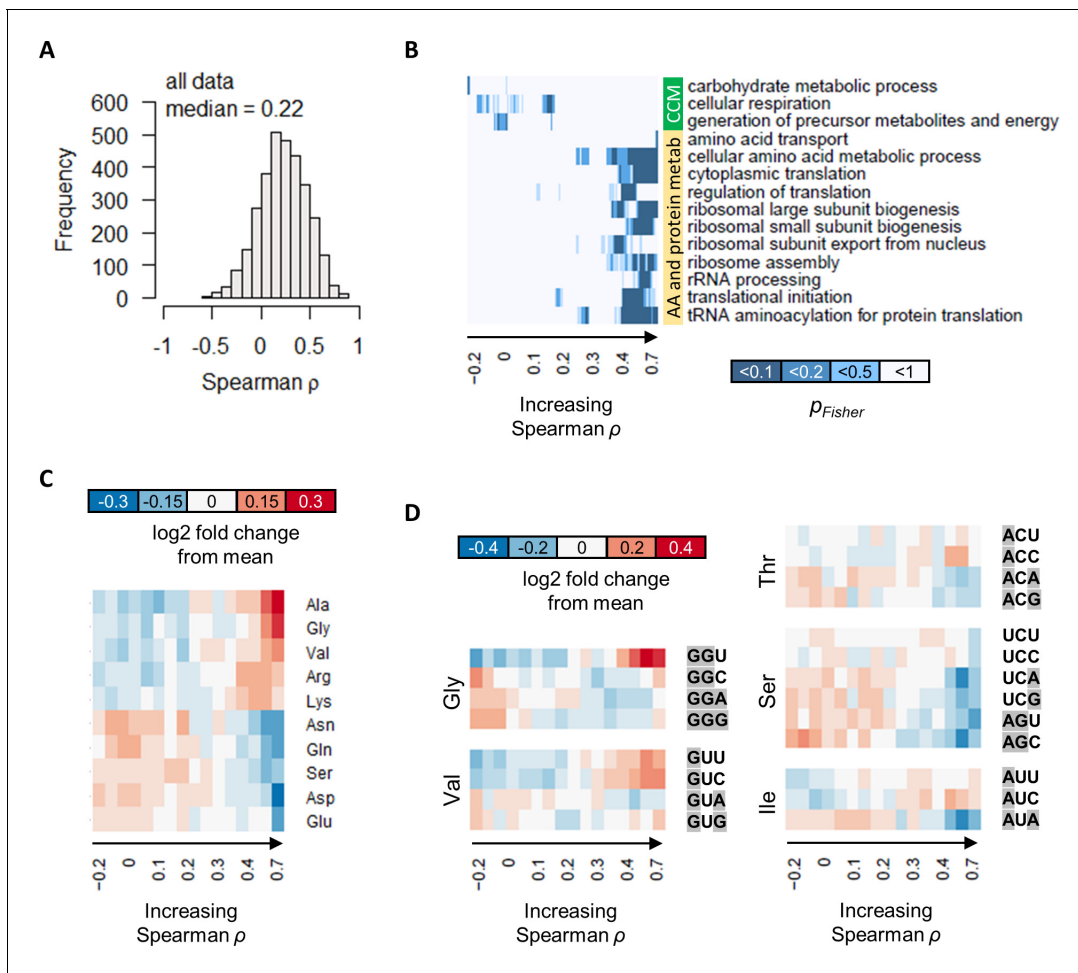 A
all data
median = 0.22
600
500
400
300
200
100
0
Frequency
-1
-0.5
0
0.5
1
Spearman ρ
B
CCM
AA and protein metab
carbohydrate metabolic process
cellular respiration
generation of precursor metabolites and energy
amino acid transport
cellular amino acid metabolic process
cytoplasmic translation
regulation of translation
ribosomal large subunit biogenesis
ribosomal small subunit biogenesis
ribosomal subunit export from nucleus
ribosome assembly
rRNA processing
translational initiation
tRNA aminoacylation for protein translation
−0.2
0
0.1
0.2
0.3
0.4
0.7
Increasing
Spearman ρ
<0.1 <0.2 <0.5 <1
pFisher
C
-0.3 -0.15 0 0.15 0.3
log2 fold change
from mean
Ala
Gly
Val
Arg
Lys
Asn
Gln
Ser
Asp
Glu
−0.2
0
0.1
0.2
0.3
0.4
0.7
Increasing
Spearman ρ
D
-0.4 -0.2 0 0.2 0.4
log2 fold change
from mean
Gly
GGU
GGC
GGA
GGG
Val
GUU
GUC
GUA
GUG
−0.2
0
0.1
0.2
0.3
0.4
0.7
Increasing
Spearman ρ
Thr
ACU
ACC
ACA
ACG
Ser
UCU
UCC
UCA
UCG
AGU
AGC
Ile
AUU
AUC
AUA
−0.2
0
0.1
0.2
0.3
0.4
0.7
Increasing
Spearman ρ